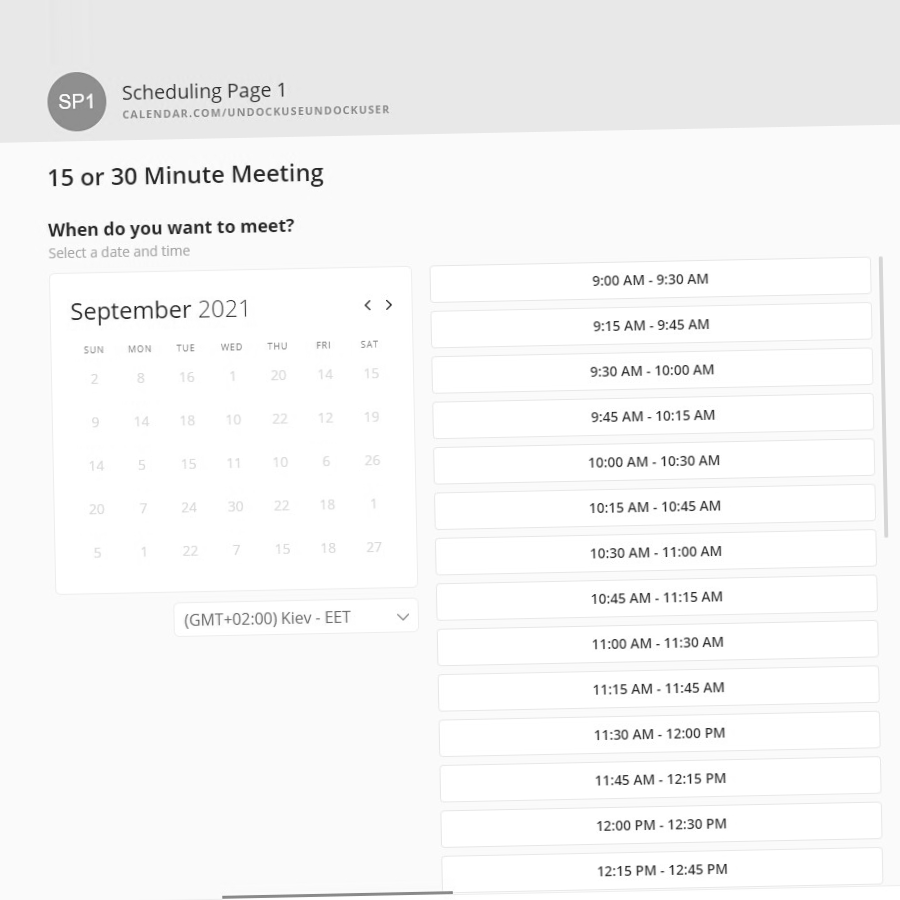 SP1
Scheduling Page 1
CALENDAR.COM/UNDOCKUSEUNDOCKUSER
15 or 30 Minute Meeting
When do you want to meet?
Select a date and time
September 2021
SUN MON TUE WED THU FRI SAT
2 8 16 1 20 14 15
9 14 18 10 22 12 19
14 5 15 11 10 6 26
20 7 24 30 22 18 1
5 1 22 7 15 18 27
(GMT+02:00) Kiev - EET
9:00 AM - 9:30 AM
9:15 AM - 9:45 AM
9:30 AM - 10:00 AM
9:45 AM - 10:15 AM
10:00 AM - 10:30 AM
10:15 AM - 10:45 AM
10:30 AM - 11:00 AM
10:45 AM - 11:15 AM
11:00 AM - 11:30 AM
11:15 AM - 11:45 AM
11:30 AM - 12:00 PM
11:45 AM - 12:15 PM
12:00 PM - 12:30 PM
12:15 PM - 12:45 PM